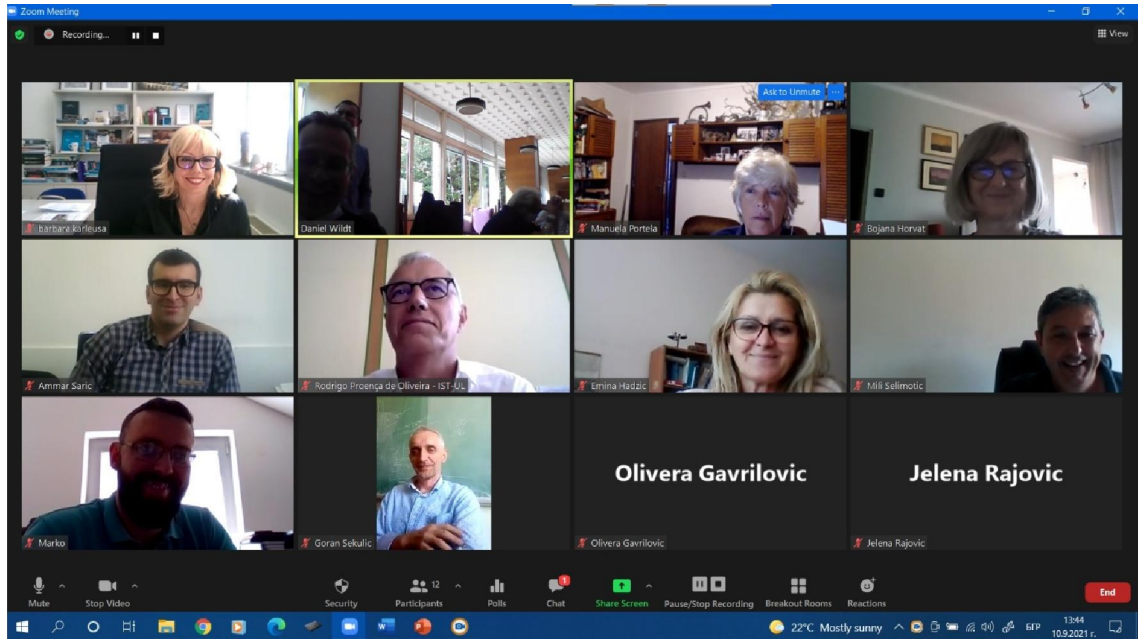 Zoom Meeting
Recording...
View
Ask to Unmute
barbara.karleusa
Daniel Wildt
Manuela Portela
Bojana Horvat
Ammar Saric
Rodrigo Proença de Oliveira - IST-UL
Emina Hadzic
Mili Selimotic
Olivera Gavrilovic
Jelena Rajovic
Marko
Goran Sekulic
Olivera Gavrilovic
Jelena Rajovic
12
1
Mute
Stop Video
Security
Participants
Polls
Chat
Share Screen
Pause/Stop Recording
Breakout Rooms
Reactions
End
22°C Mostly sunny
БГР
13:44
10.9.2021 г.